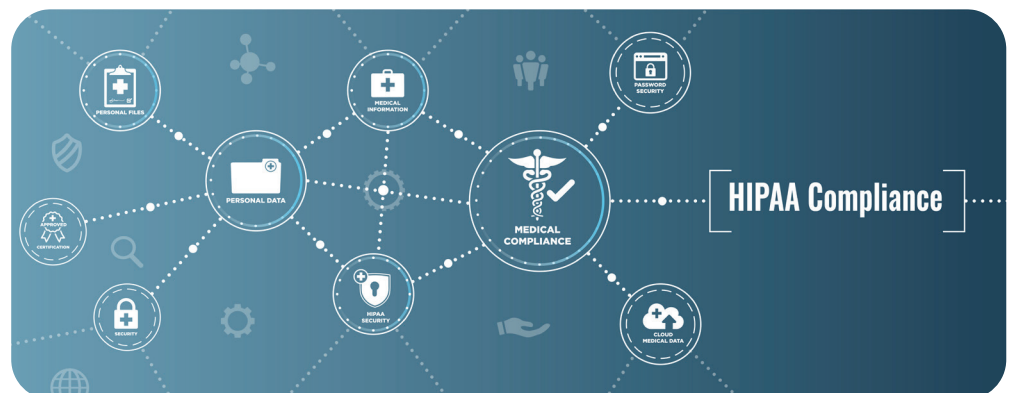 PERSONAL FILES
MEDICAL
INFORMATION
PASSWORD
SECURITY
PERSONAL DATA
HIPAA Compliance
APPROVED
CERTIFICATION
MEDICAL
COMPLIANCE
HIPAA
SECURITY
SECURITY
CLOUD
MEDICAL DATA